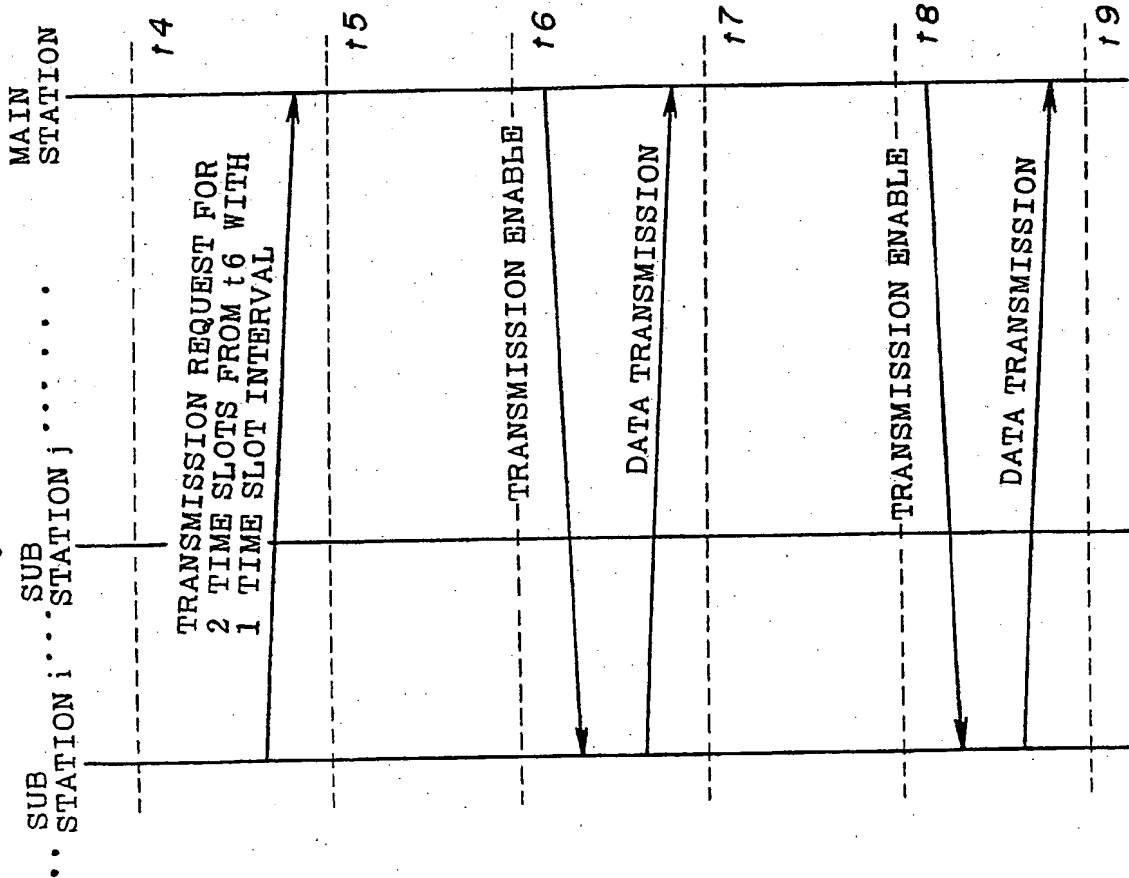 SUB
STATION i
SUB
STATION j
MAIN
STATION
t4
TRANSMISSION REQUEST FOR
2 TIME SLOTS FROM t6 WITH
1 TIME SLOT INTERVAL
t5
TRANSMISSION ENABLE
t6
DATA TRANSMISSION
t7
TRANSMISSION ENABLE
t8
DATA TRANSMISSION
t9